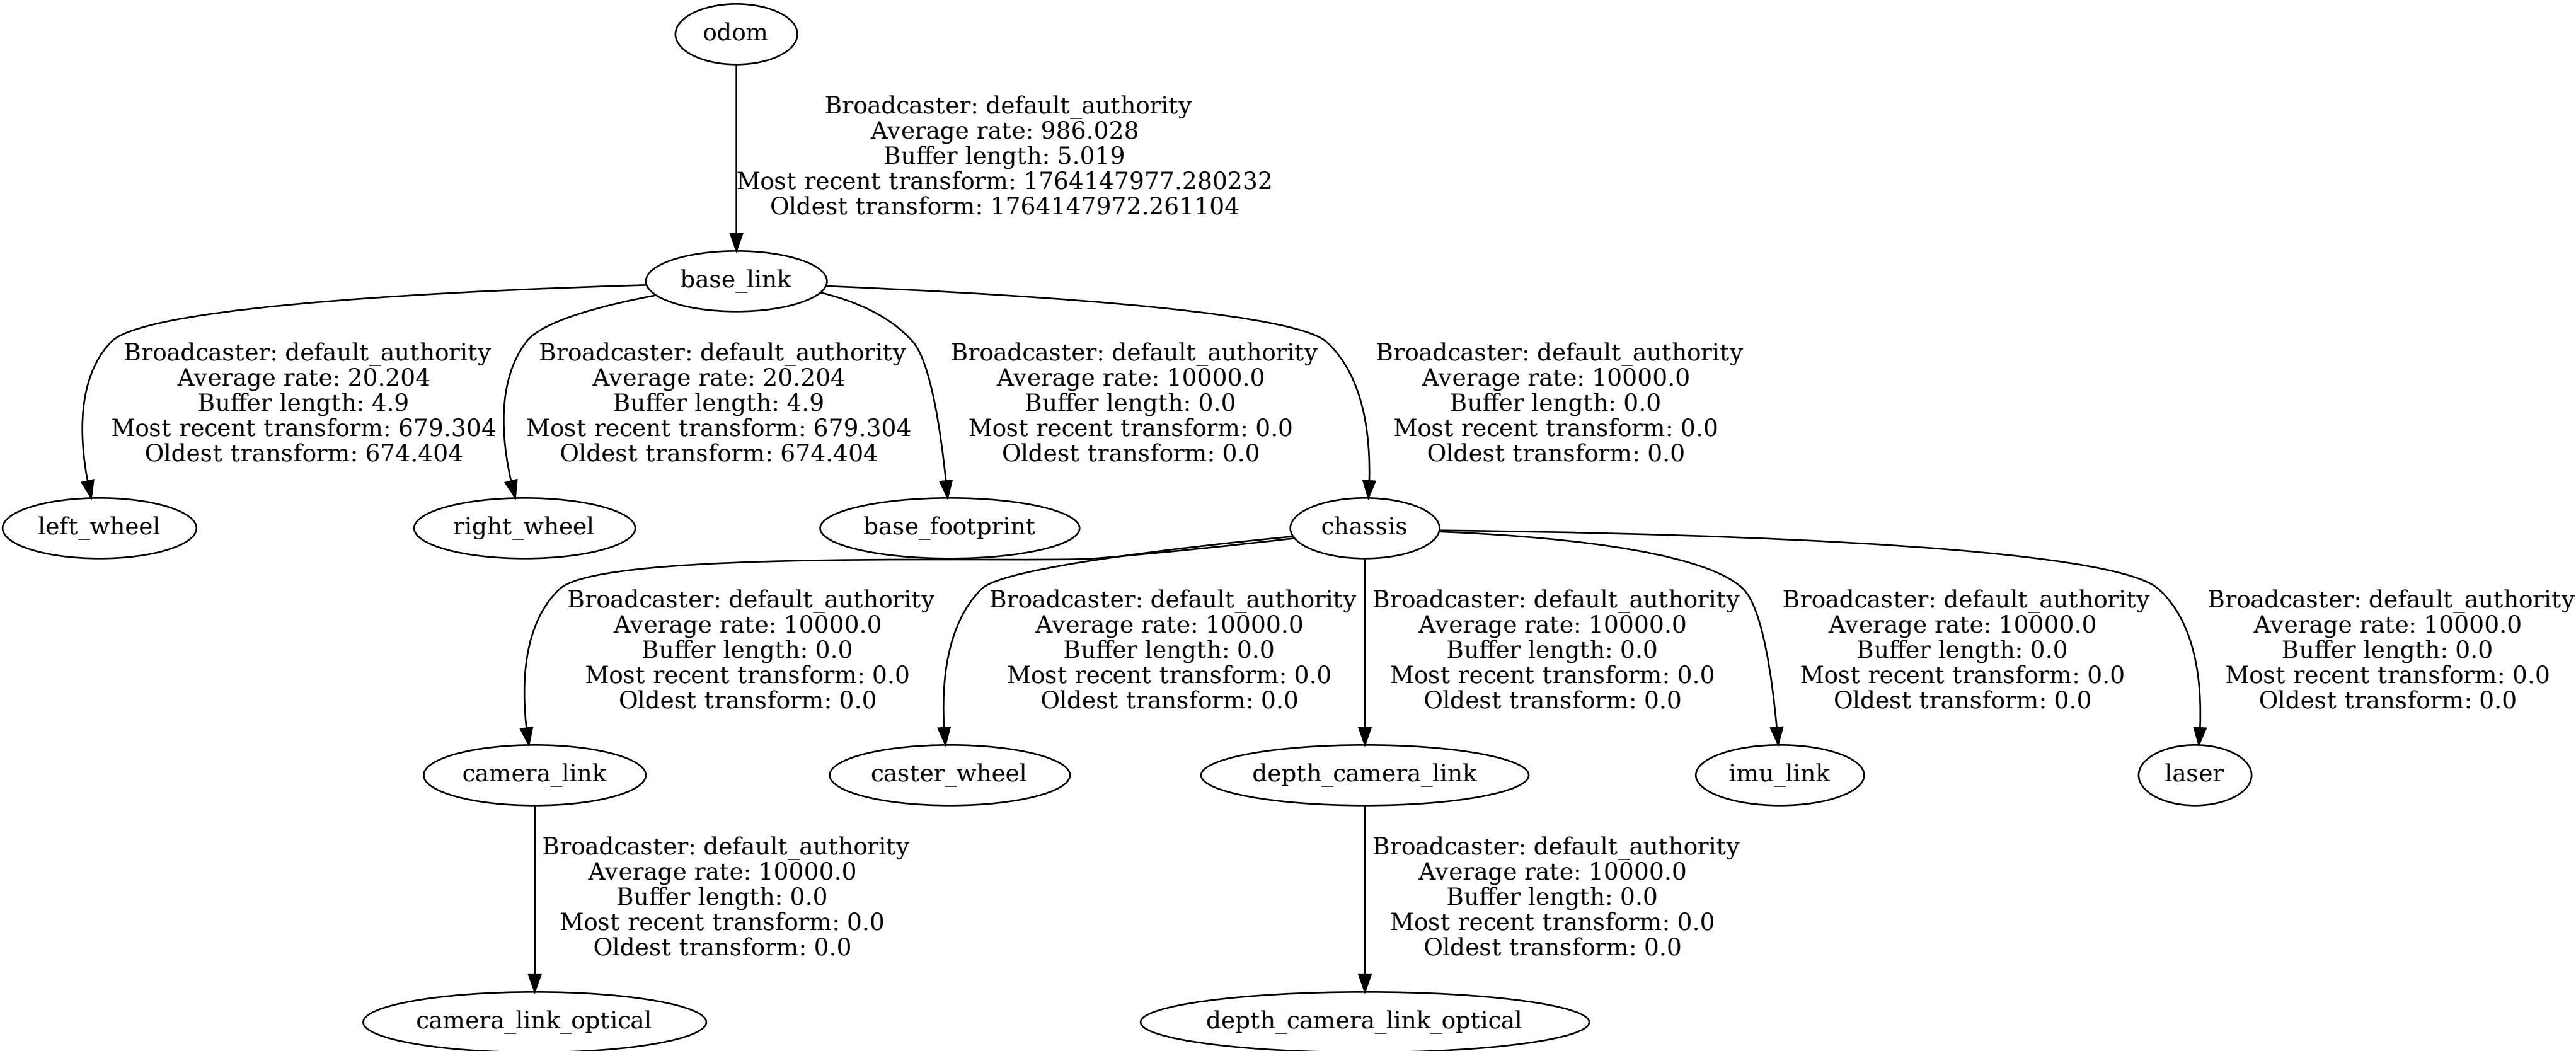 odom
Broadcaster: default_authority
Average rate: 986.028
Buffer length: 5.019
Most recent transform: 1764147977.280232
Oldest transform: 1764147972.261104
base_link
Broadcaster: default_authority
Average rate: 20.204
Buffer length: 4.9
Most recent transform: 679.304
Oldest transform: 674.404
Broadcaster: default_authority
Average rate: 20.204
Buffer length: 4.9
Most recent transform: 679.304
Oldest transform: 674.404
Broadcaster: default_authority
Average rate: 10000.0
Buffer length: 0.0
Most recent transform: 0.0
Oldest transform: 0.0
Broadcaster: default_authority
Average rate: 10000.0
Buffer length: 0.0
Most recent transform: 0.0
Oldest transform: 0.0
left_wheel
right_wheel
base_footprint
chassis
Broadcaster: default_authority
Average rate: 10000.0
Buffer length: 0.0
Most recent transform: 0.0
Oldest transform: 0.0
Broadcaster: default_authority
Average rate: 10000.0
Buffer length: 0.0
Most recent transform: 0.0
Oldest transform: 0.0
Broadcaster: default_authority
Average rate: 10000.0
Buffer length: 0.0
Most recent transform: 0.0
Oldest transform: 0.0
Broadcaster: default_authority
Average rate: 10000.0
Buffer length: 0.0
Most recent transform: 0.0
Oldest transform: 0.0
Broadcaster: default_authority
Average rate: 10000.0
Buffer length: 0.0
Most recent transform: 0.0
Oldest transform: 0.0
camera_link
caster_wheel
depth_camera_link
imu_link
laser
Broadcaster: default_authority
Average rate: 10000.0
Buffer length: 0.0
Most recent transform: 0.0
Oldest transform: 0.0
Broadcaster: default_authority
Average rate: 10000.0
Buffer length: 0.0
Most recent transform: 0.0
Oldest transform: 0.0
camera_link_optical
depth_camera_link_optical